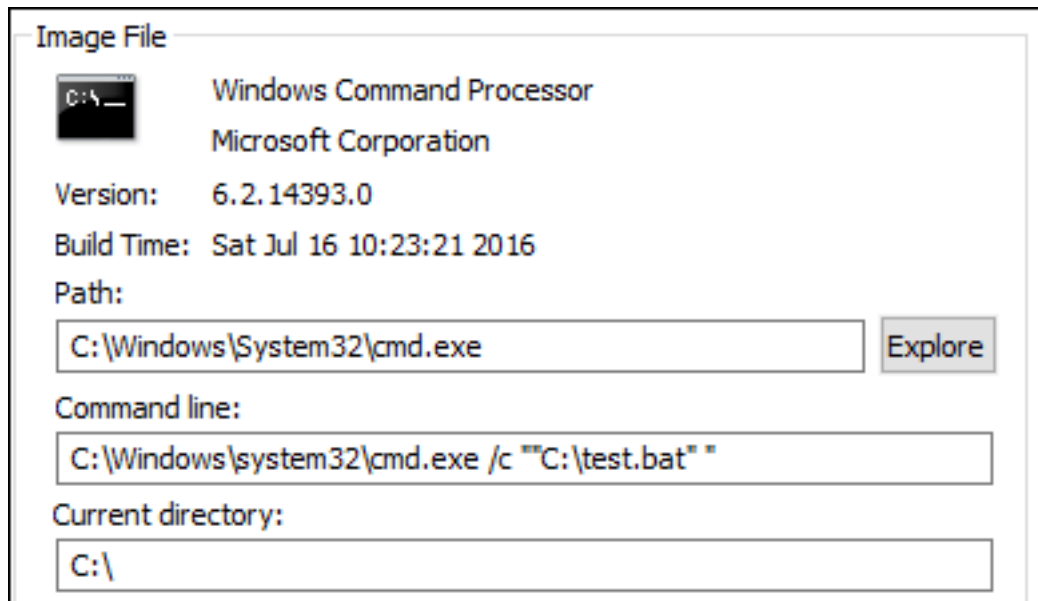 Image File
C:\
Windows Command Processor
Microsoft Corporation
Version: 6.2.14393.0
Build Time: Sat Jul 16 10:23:21 2016
Path:
C:\Windows\System32\cmd.exe Explore
Command line:
C:\Windows\system32\cmd.exe /c ""C:\test.bat" "
Current directory:
C:\